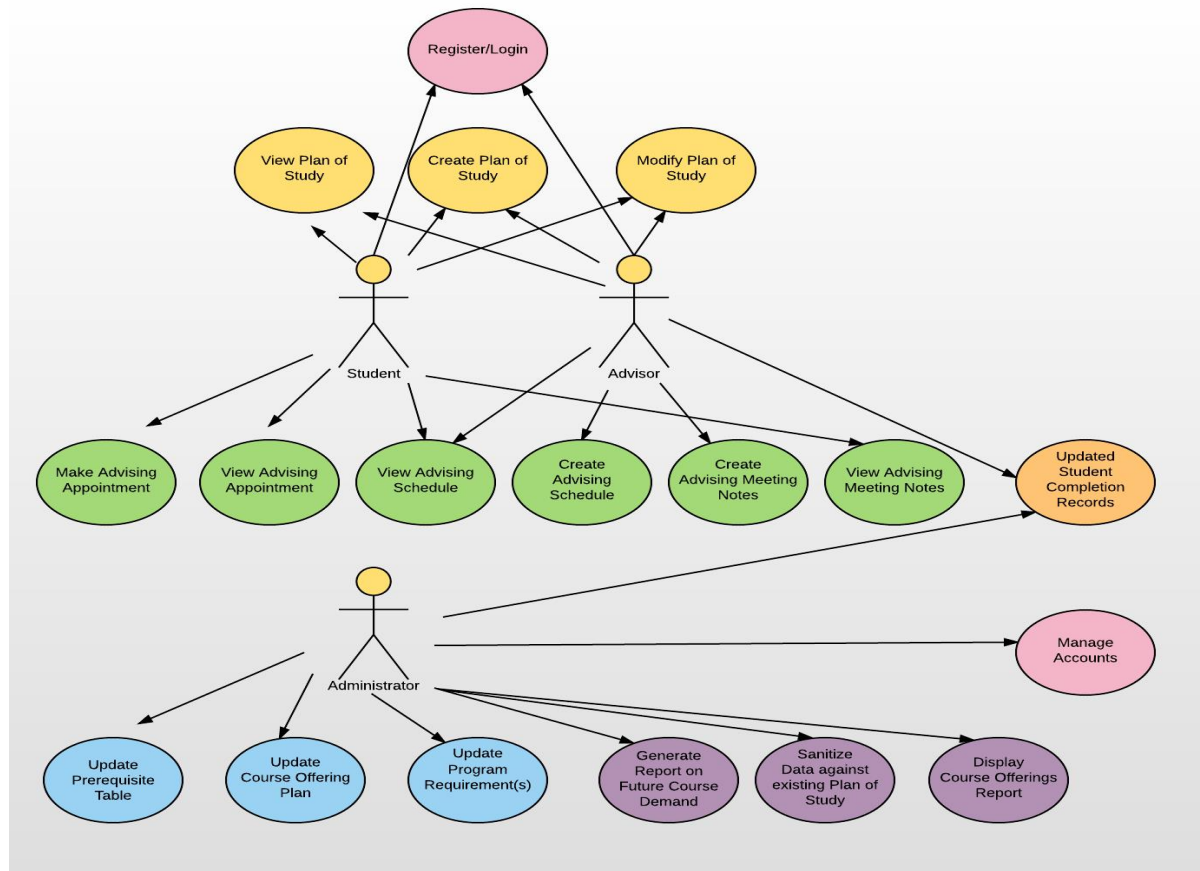 Register/Login
View Plan of
Study
Create Plan of
Study
Modify Plan of
Study
Student
Advisor
Make Advising
Appointment
View Advising
Appointment
View Advising
Schedule
Create
Advising
Schedule
Create
Advising Meeting
Notes
View Advising
Meeting Notes
Updated
Student
Completion
Records
Administrator
Manage
Accounts
Update
Prerequisite
Table
Update
Course Offering
Plan
Update
Program
Requirement(s)
Generate
Report on
Future Course
Demand
Sanitize
Data against
existing Plan of
Study
Display
Course Offerings
Report